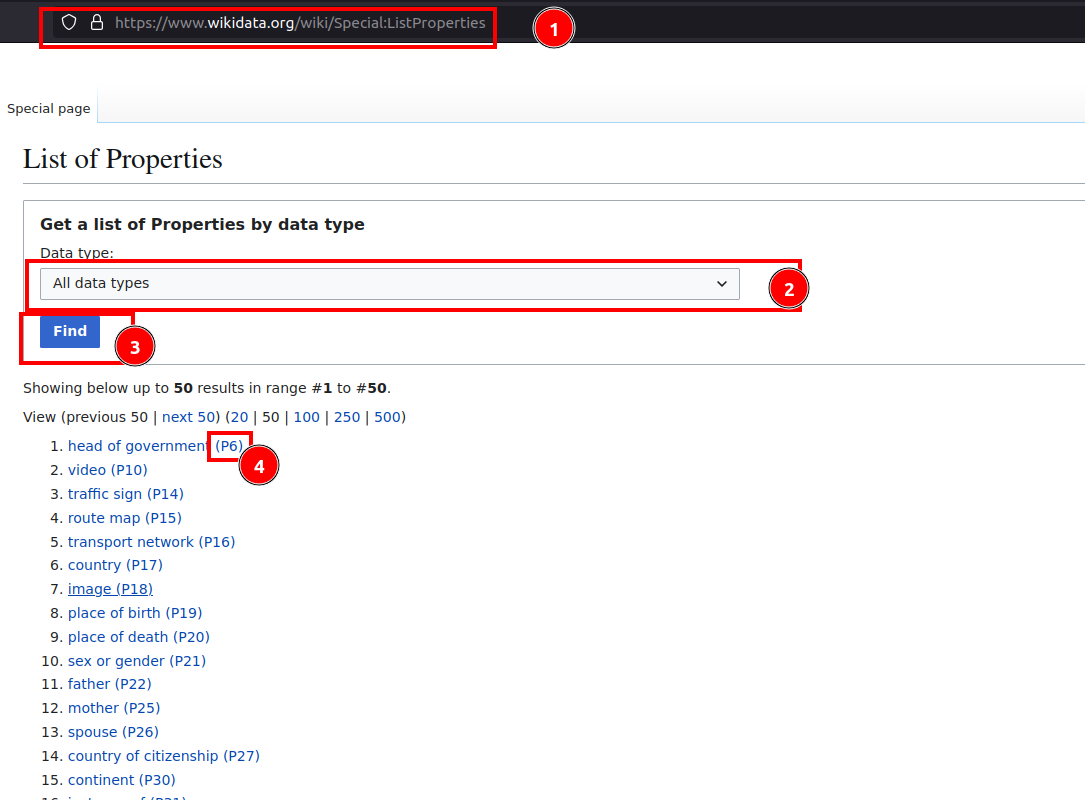 https://www.wikidata.org/wiki/Special:ListProperties
1
Special page
List of Properties
Get a list of Properties by data type
Data type:
All data types
2
Find
3
Showing below up to 50 results in range #1 to #50.
View (previous 50 | next 50) (20 | 50 | 100 | 250 | 500)
1. head of government (P6)
4
2. video (P10)
3. traffic sign (P14)
4. route map (P15)
5. transport network (P16)
6. country (P17)
7. image (P18)
8. place of birth (P19)
9. place of death (P20)
10. sex or gender (P21)
11. father (P22)
12. mother (P25)
13. spouse (P26)
14. country of citizenship (P27)
15. continent (P30)